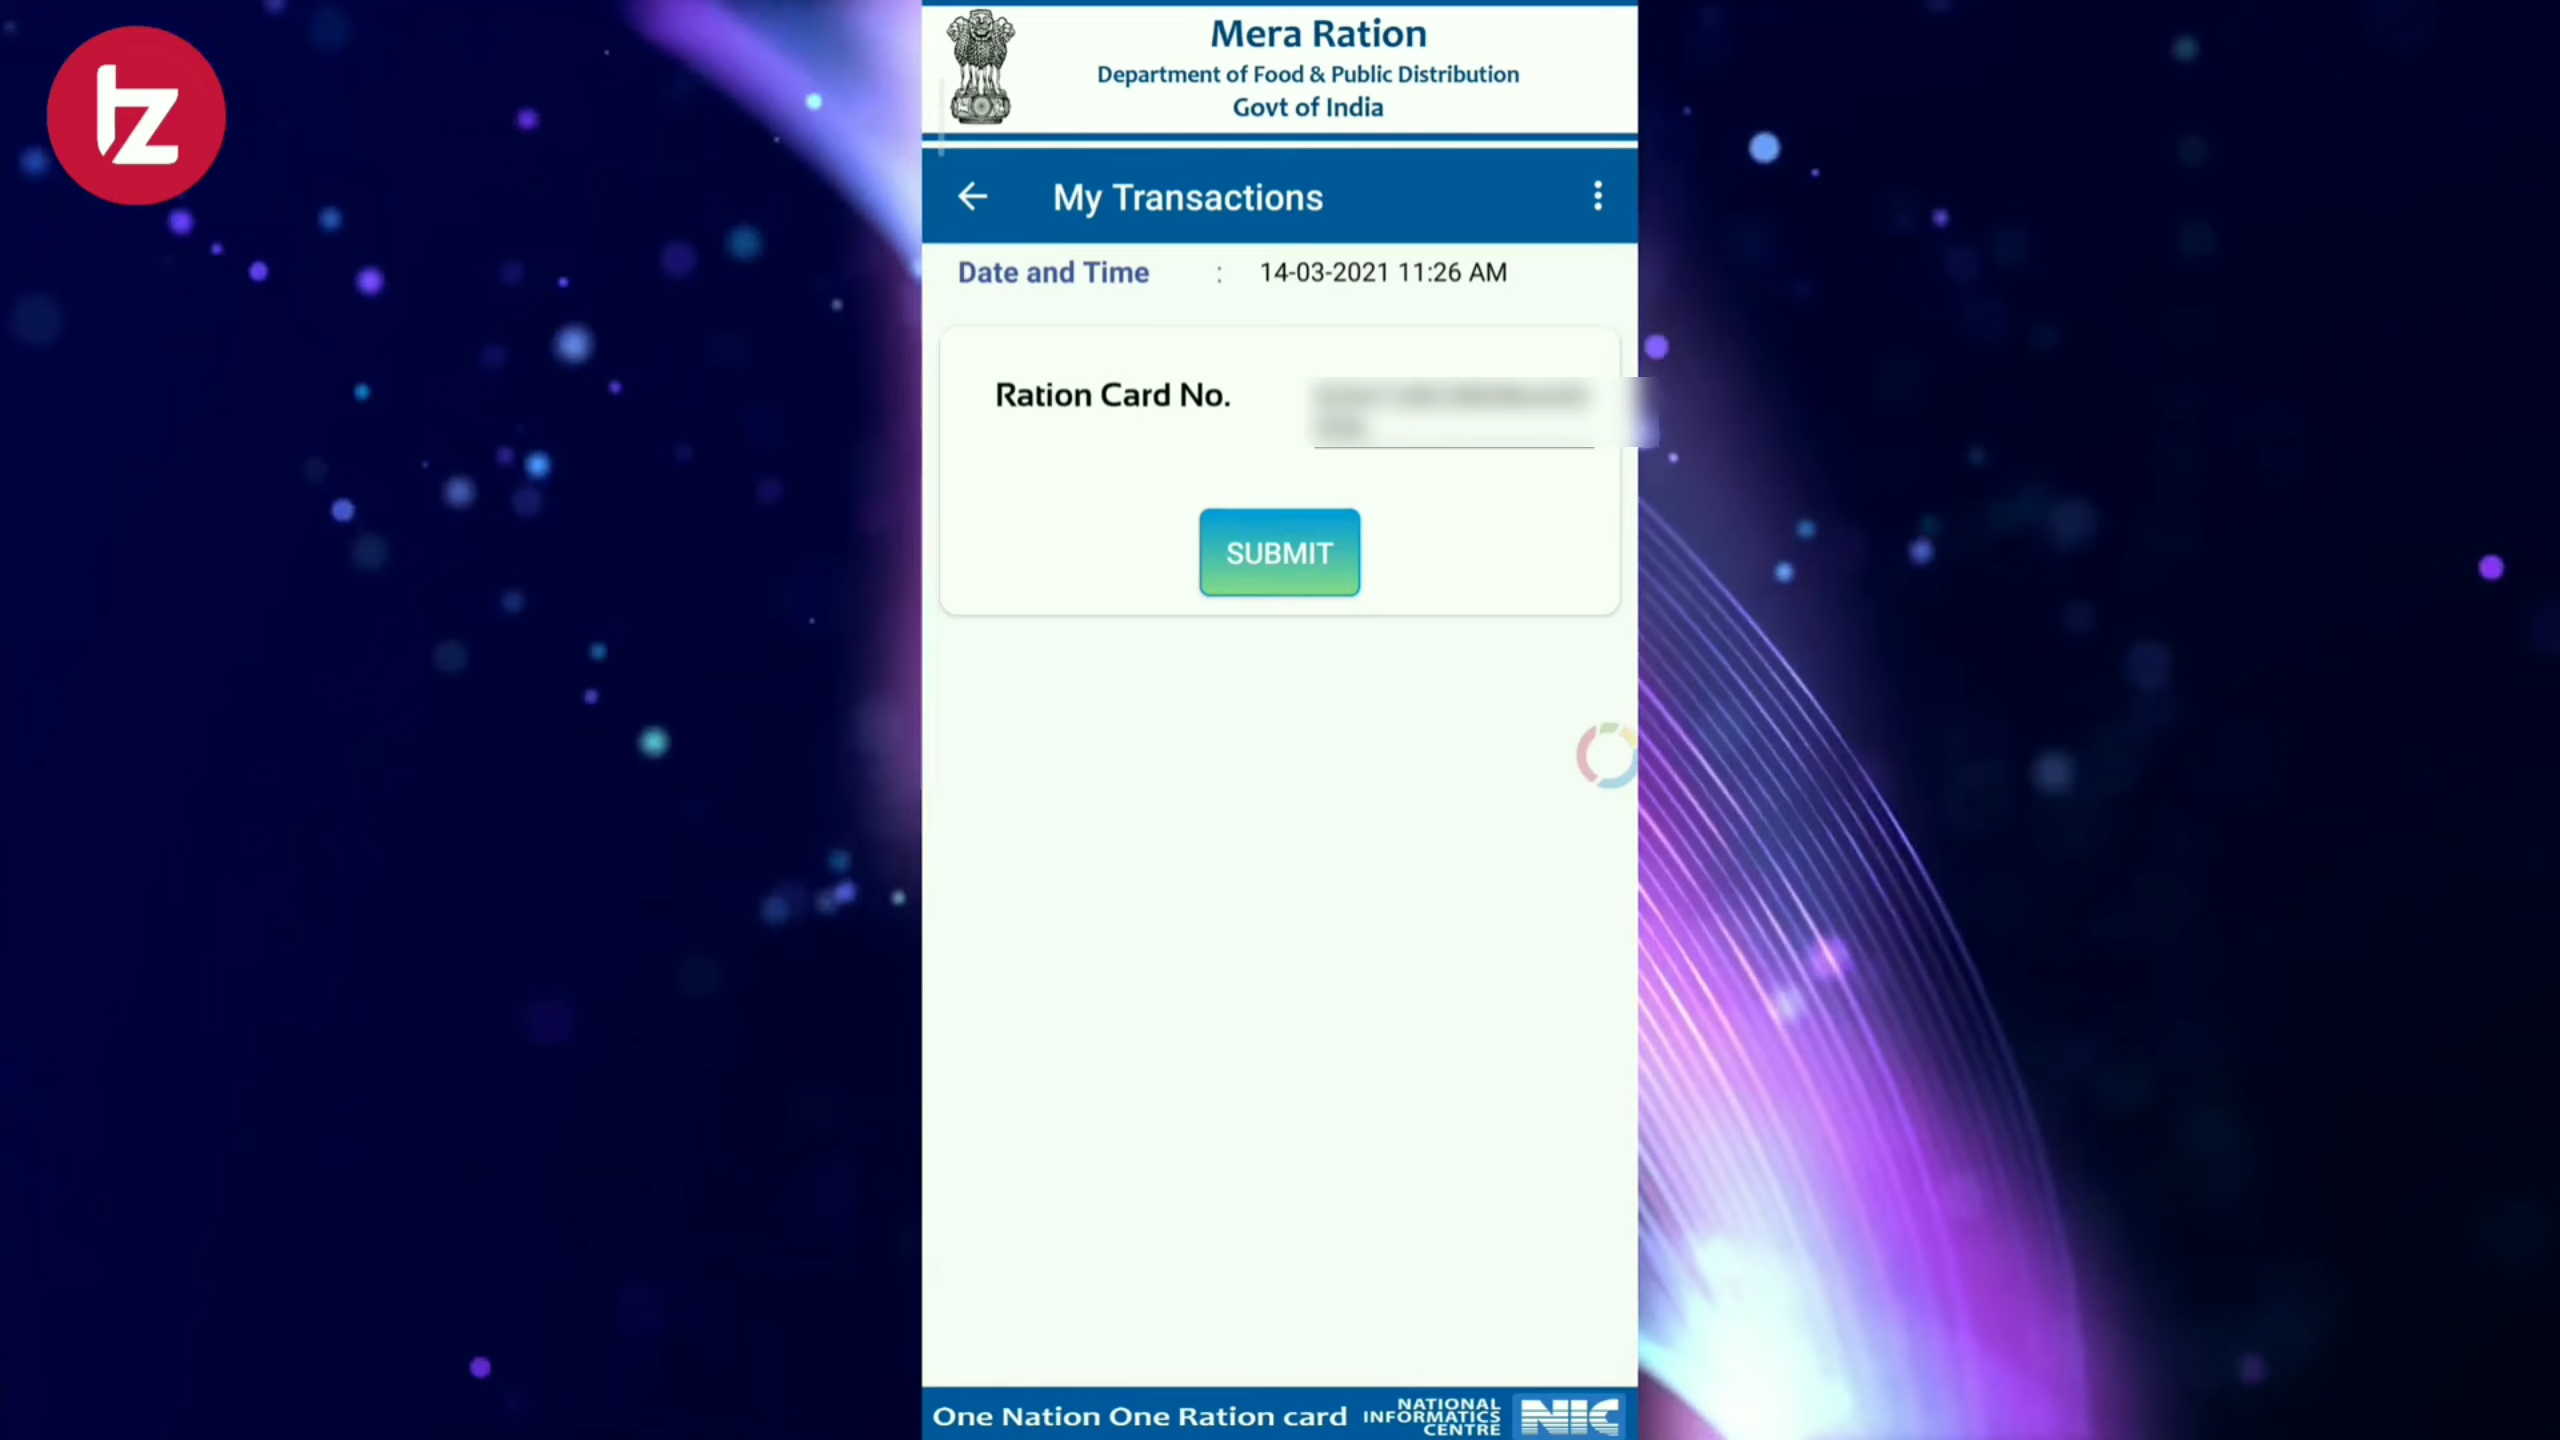 tz
Mera Ration
Department of Food & Public Distribution
Govt of India
My Transactions
Date and Time : 14-03-2021 11:26 AM
Ration Card No.
SUBMIT
One Nation One Ration card
NATIONAL
INFORMATICS
CENTRE
NIC